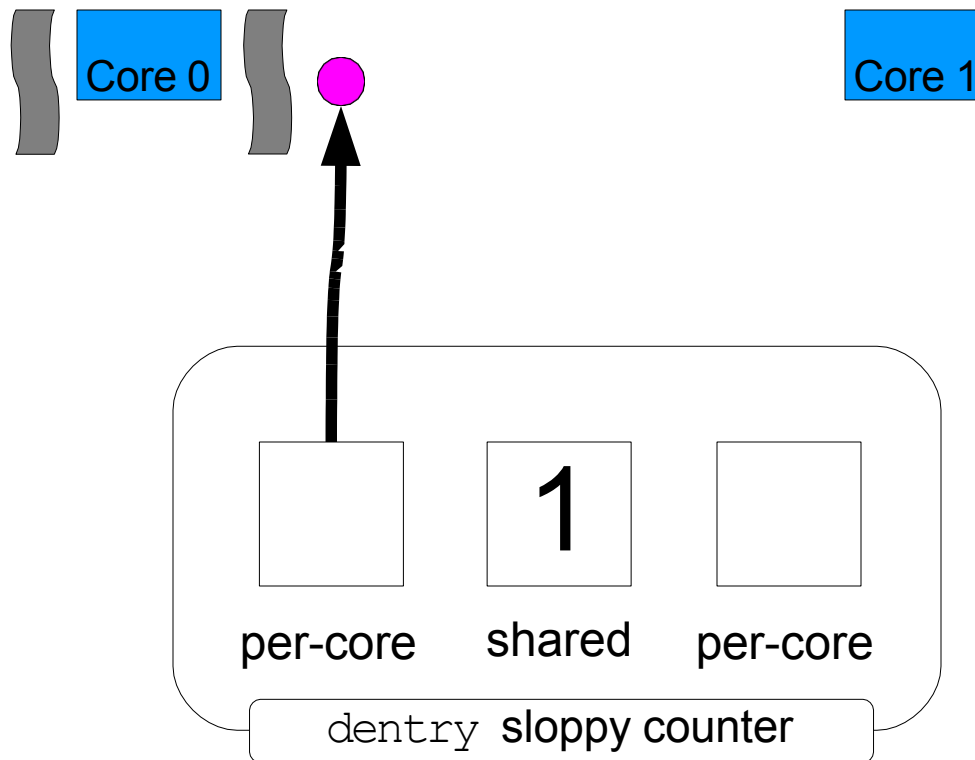 Core 0
Core 1
1
per-core
shared
per-core
dentry sloppy counter